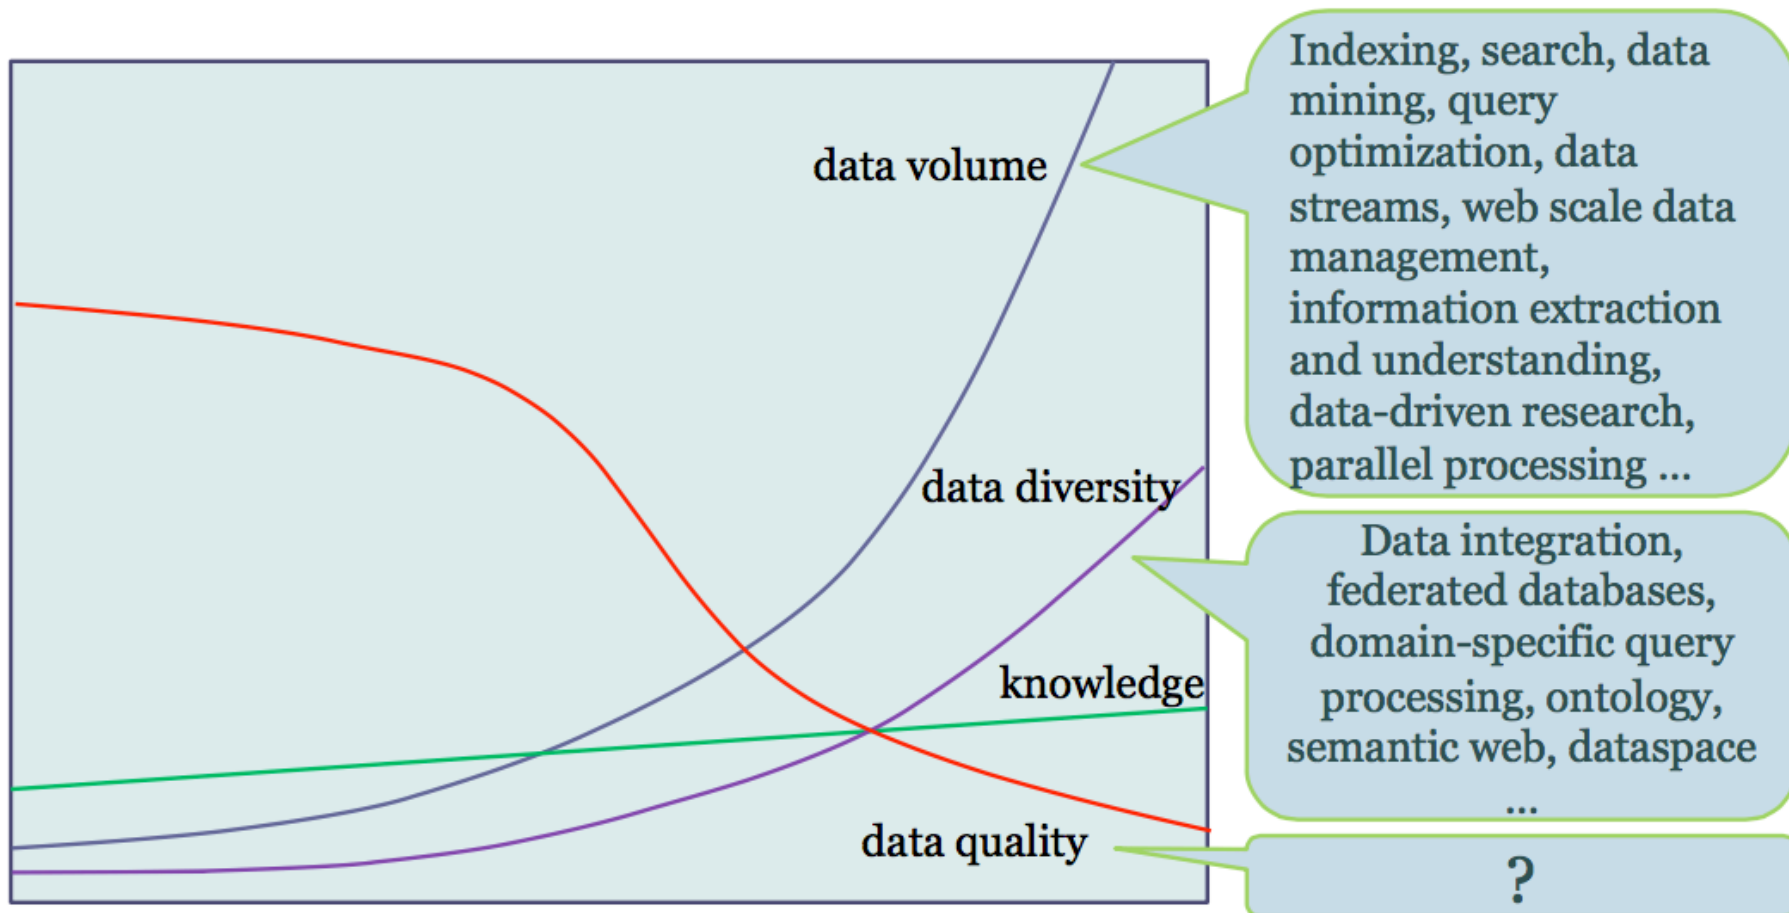 Indexing, search, data
mining, query
optimization, data
streams, web scale data
management,
information extraction
and understanding,
data-driven research,
parallel processing ...
data volume
data diversity
Data integration,
federated databases,
domain-specific query
processing, ontology,
semantic web, dataspace
...
knowledge
data quality
?